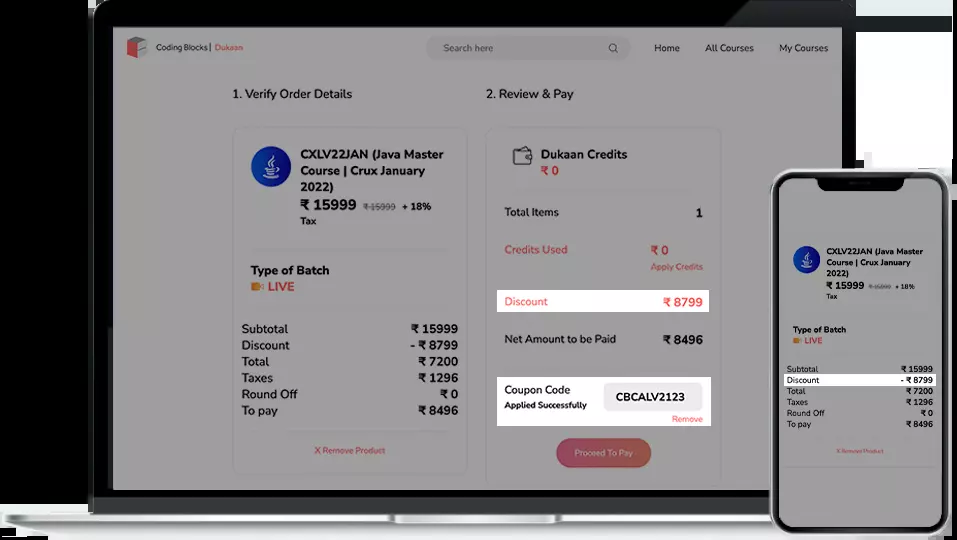 Coding Blocks | Dukaan
Search here
Home
All Courses
My Courses
1. Verify Order Details
CXLV22JAN (Java Master
Course | Crux January
2022)
₹ 15999 ₹ 15999 + 18%
Tax
Type of Batch
LIVE
Subtotal ₹ 15999
Discount - ₹ 8799
Total ₹ 7200
Taxes ₹ 1296
Round Off ₹ 0
To pay ₹ 8496
X Remove Product
2. Review & Pay
Dukaan Credits
₹ 0
Total Items 1
Credits Used ₹ 0
Apply Credits
Discount ₹ 8799
Net Amount to be Paid ₹ 8496
Coupon Code
Applied Successfully
CBCALV2123
Remove
Proceed To Pay
CXLV22JAN (Java Master
Course | Crux January
2022)
₹ 15999 ₹ 15999 + 18%
Tax
Type of Batch
LIVE
Subtotal ₹ 15999
Discount - ₹ 8799
Total ₹ 7200
Taxes ₹ 1296
Round Off ₹ 0
To pay ₹ 8496
X Remove Product